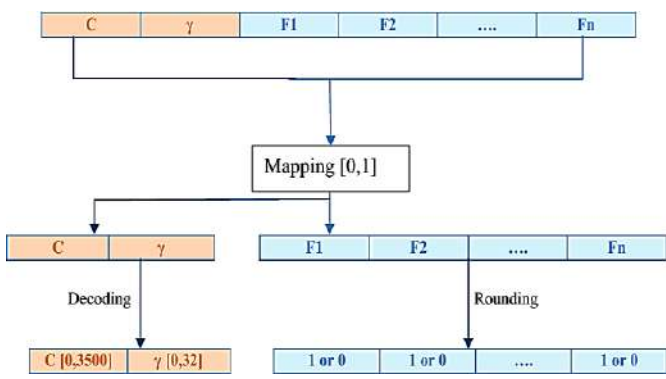 C γ F1 F2 .... Fn
Mapping [0,1]
C γ F1 F2 .... Fn
Decoding Rounding
C [0,3500] γ [0,32] 1 or 0 1 or 0 .... 1 or 0